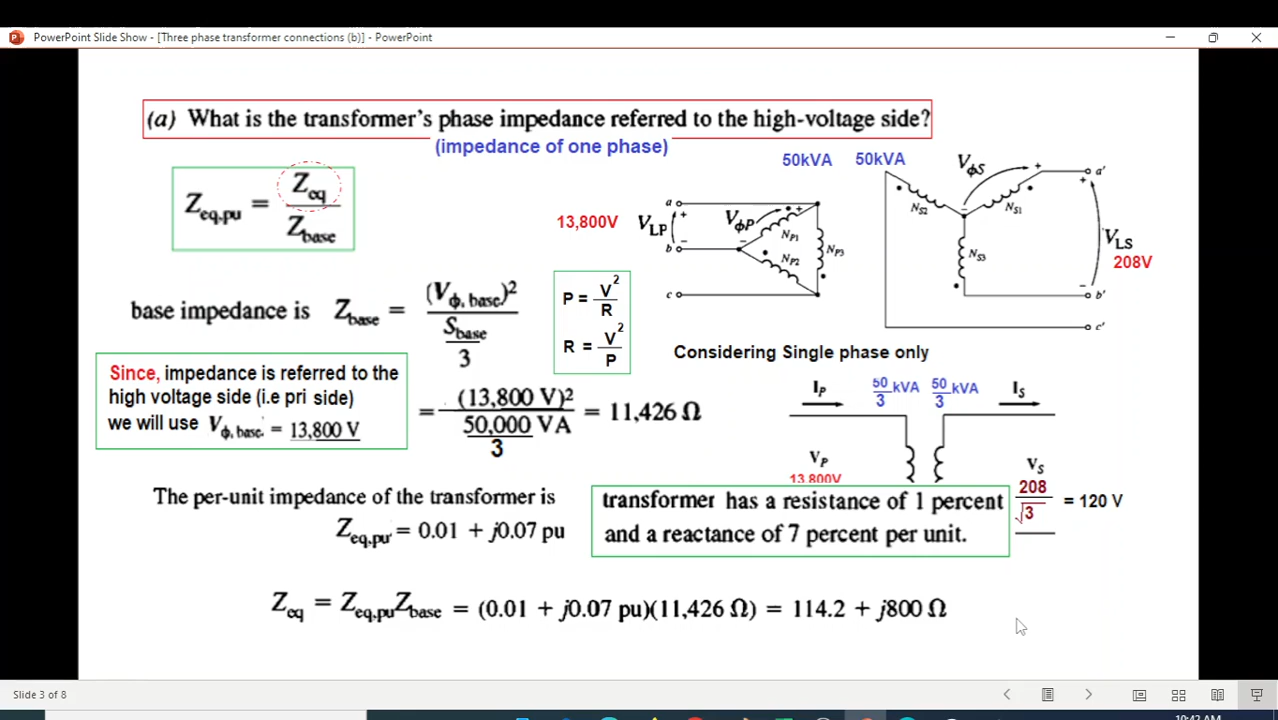 PowerPoint Slide Show - [Three phase transformer connections (b)] - PowerPoint
(a) What is the transformer's phase impedance referred to the high-voltage side?
(impedance of one phase)
Zeq,pu = Zeq / Zbase
50kVA 50kVA
VφS
+
a'
a
+
13,800V
VLP
VφP
+
NP1
NP2
NP3
b
−
−
c
NS2
NS1
NS3
−
+
VLS
208V
−
b'
c'
base impedance is Zbase = (Vφ, base)² / (Sbase / 3)
P = V² / R
R = V² / P
Since, impedance is referred to the
high voltage side (i.e pri side)
we will use Vφ, base. = 13,800 V
= (13,800 V)² / (50,000 VA / 3) = 11,426 Ω
Considering Single phase only
IP
50/3 kVA 50/3 kVA
IS
VP
13,800V
VS
208/√3 = 120 V
The per-unit impedance of the transformer is
Zeq,pu = 0.01 + j0.07 pu
transformer has a resistance of 1 percent
and a reactance of 7 percent per unit.
Zeq = Zeq,puZbase = (0.01 + j0.07 pu)(11,426 Ω) = 114.2 + j800 Ω
Slide 3 of 8